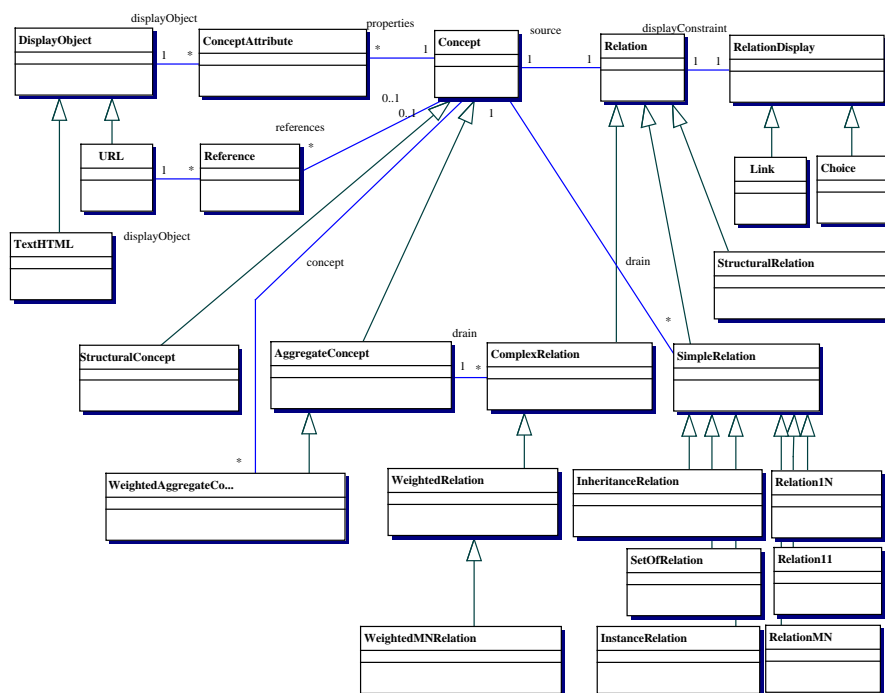 displayObject
properties
source
displayConstraint
DisplayObject
ConceptAttribute
Concept
Relation
RelationDisplay
1
*
*
1
1
1
1
1
0..1
0..1
1
references
*
URL
Reference
Link
Choice
1
*
TextHTML
displayObject
concept
drain
StructuralRelation
*
drain
StructuralConcept
AggregateConcept
ComplexRelation
SimpleRelation
1
*
*
WeightedAggregateCo...
WeightedRelation
InheritanceRelation
Relation1N
SetOfRelation
Relation11
WeightedMNRelation
InstanceRelation
RelationMN